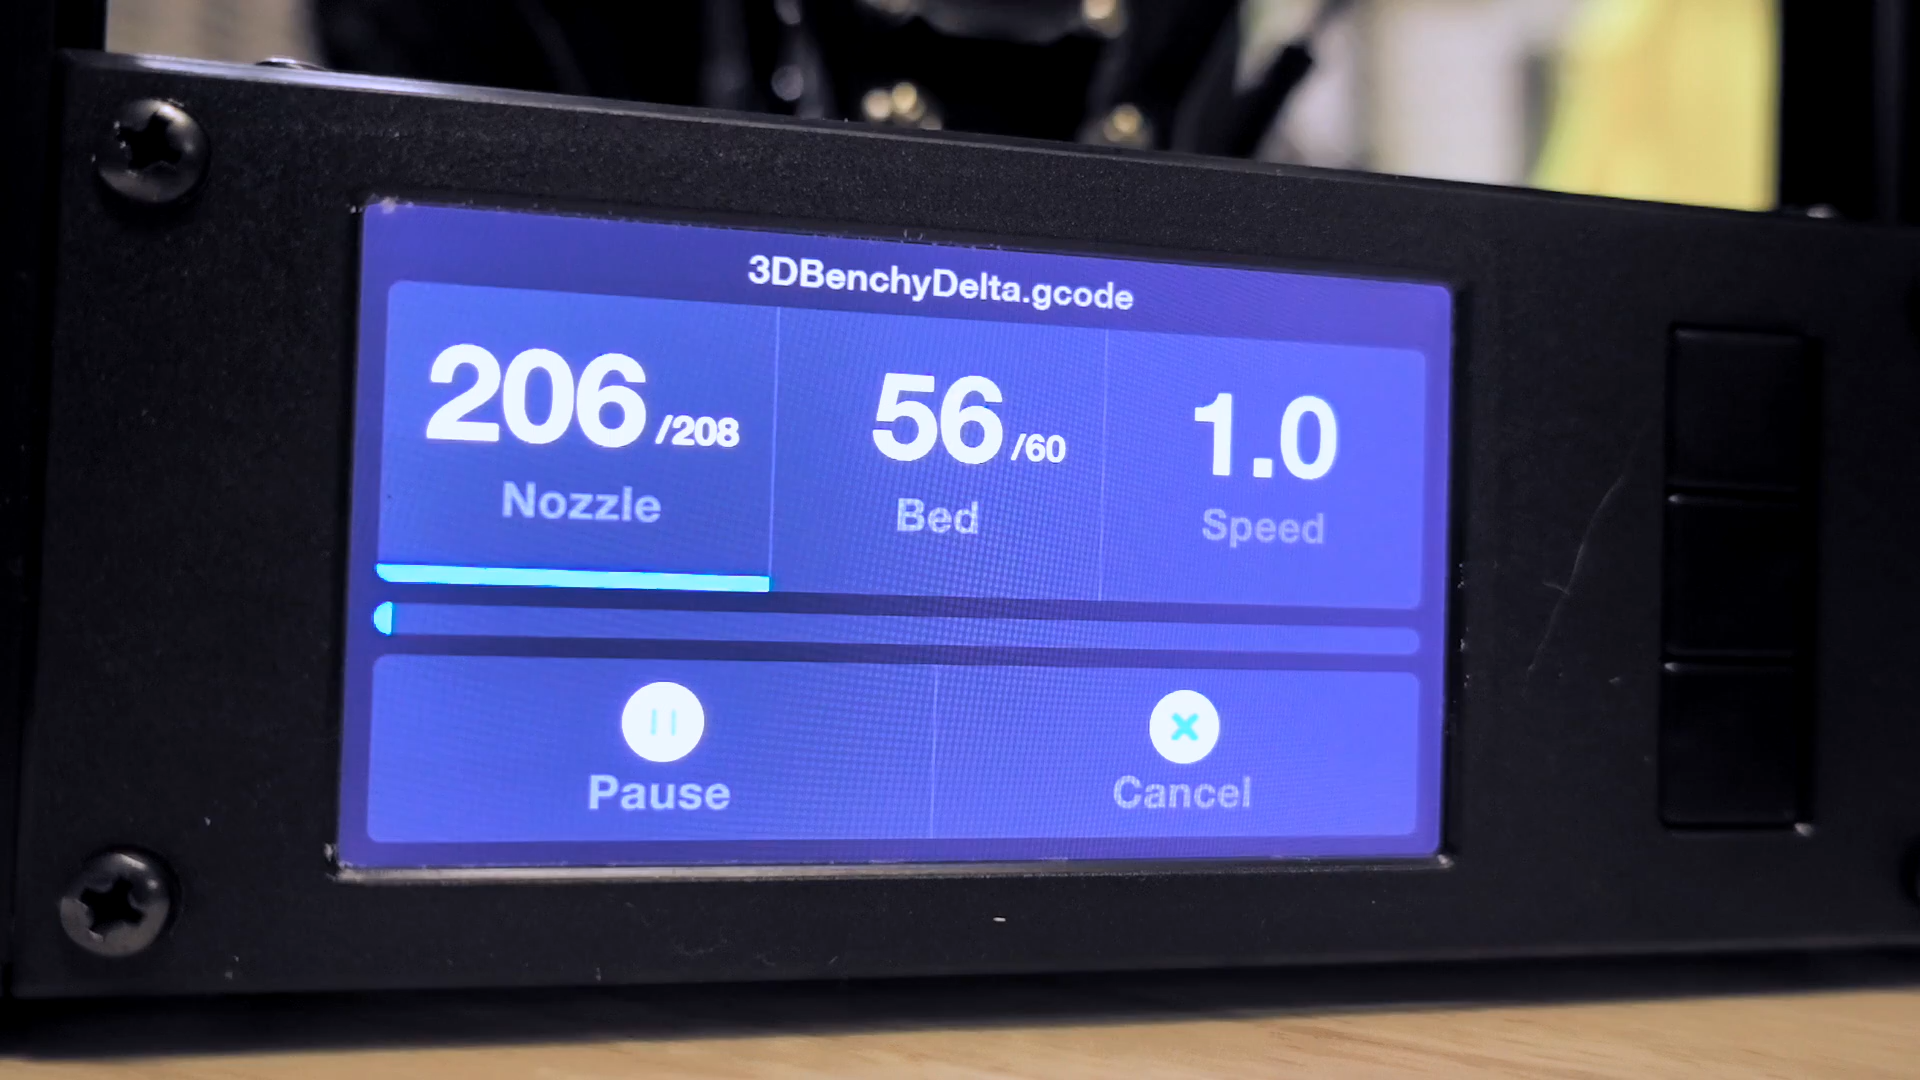 3DBenchyDelta.gcode
206 /208
Nozzle
56 /60
Bed
1.0
Speed
Pause
Cancel